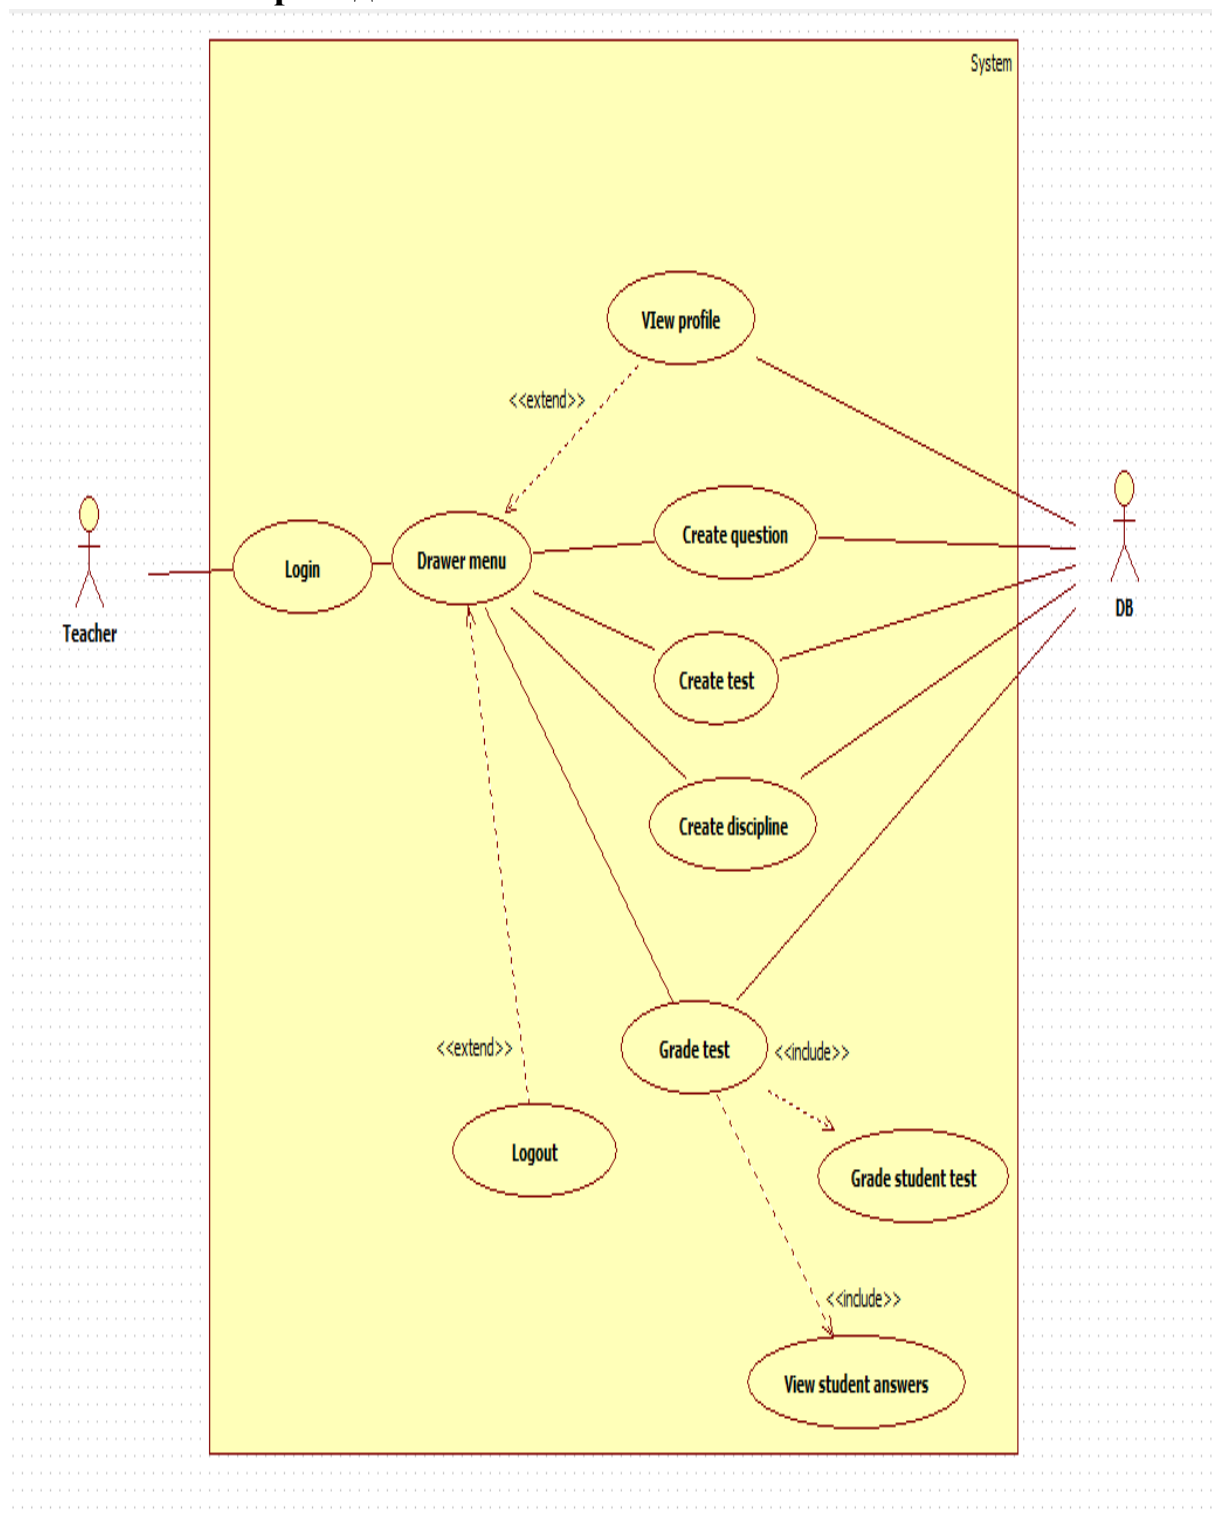 System
VIew profile
<<extend>>
Create question
Login
Drawer menu
Teacher
DB
Create test
Create discipline
<<extend>>
Grade test
<<include>>
Logout
Grade student test
<<include>>
View student answers